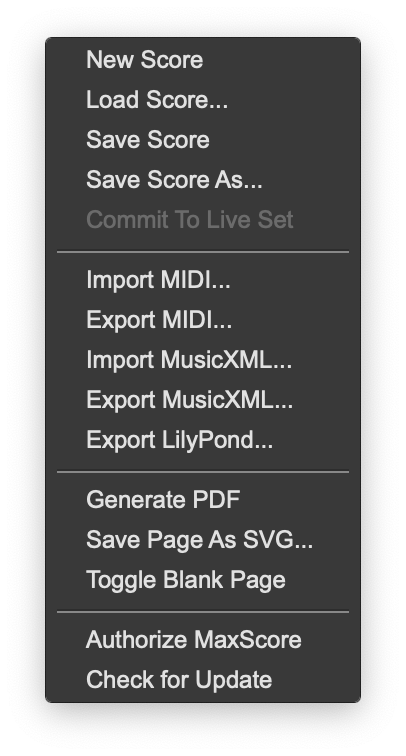 New Score
Load Score...
Save Score
Save Score As...
Commit To Live Set
Import MIDI...
Export MIDI...
Import MusicXML...
Export MusicXML...
Export LilyPond...
Generate PDF
Save Page As SVG...
Toggle Blank Page
Authorize MaxScore
Check for Update